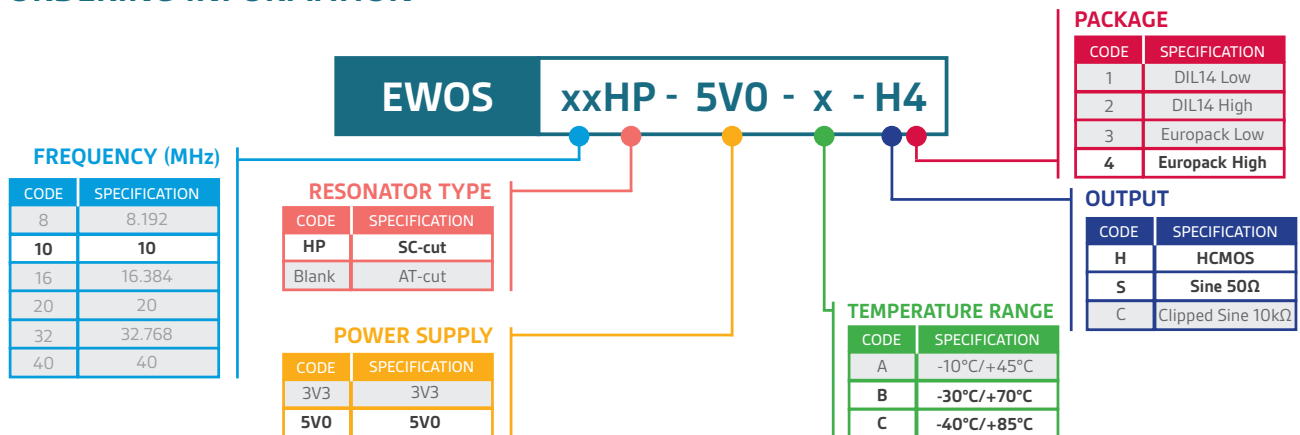 ORDERING INFORMATION
EWOS xxHP - 5V0 - x - H4
PACKAGE
CODE SPECIFICATION
1 DIL14 Low
2 DIL14 High
3 Europack Low
4 Europack High
FREQUENCY (MHz)
CODE SPECIFICATION
8 8.192
10 10
16 16.384
20 20
32 32.768
40 40
RESONATOR TYPE
CODE SPECIFICATION
HP SC-cut
Blank AT-cut
OUTPUT
CODE SPECIFICATION
H HCMOS
S Sine 50Ω
C Clipped Sine 10kΩ
POWER SUPPLY
CODE SPECIFICATION
3V3 3V3
5V0 5V0
TEMPERATURE RANGE
CODE SPECIFICATION
A -10°C/+45°C
B -30°C/+70°C
C -40°C/+85°C